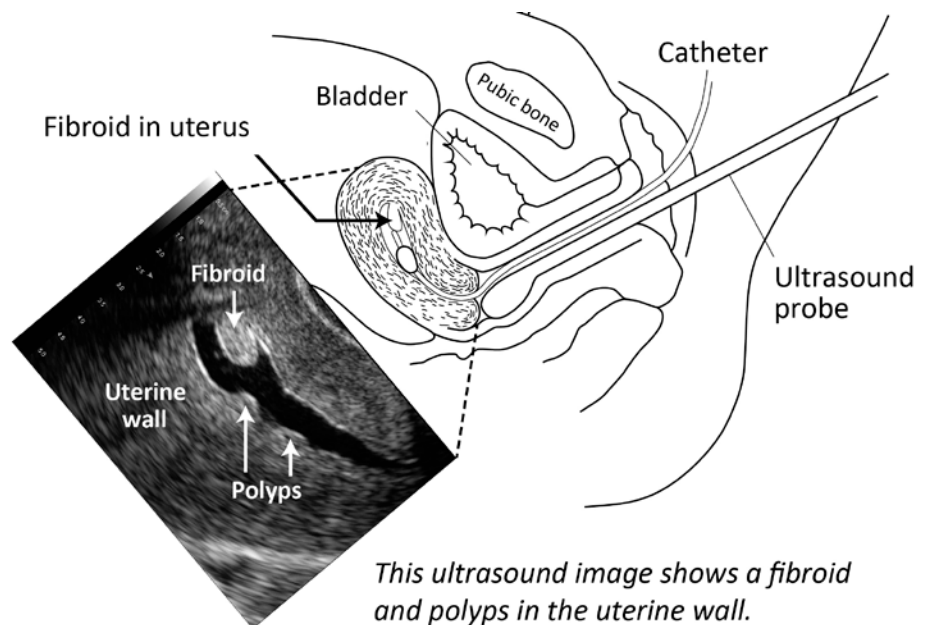 Catheter
Pubic bone
Bladder
Fibroid in uterus
Fibroid
Ultrasound
probe
Uterine
wall
Polyps
This ultrasound image shows a fibroid
and polyps in the uterine wall.